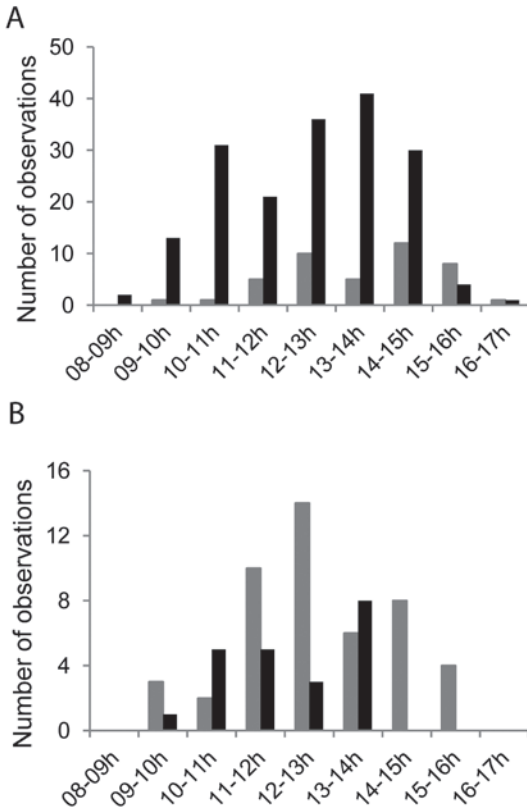 A
Number of observations
50
40
30
20
10
0
08-09h
09-10h
10-11h
11-12h
12-13h
13-14h
14-15h
15-16h
16-17h
B
Number of observations
16
12
8
4
0
08-09h
09-10h
10-11h
11-12h
12-13h
13-14h
14-15h
15-16h
16-17h